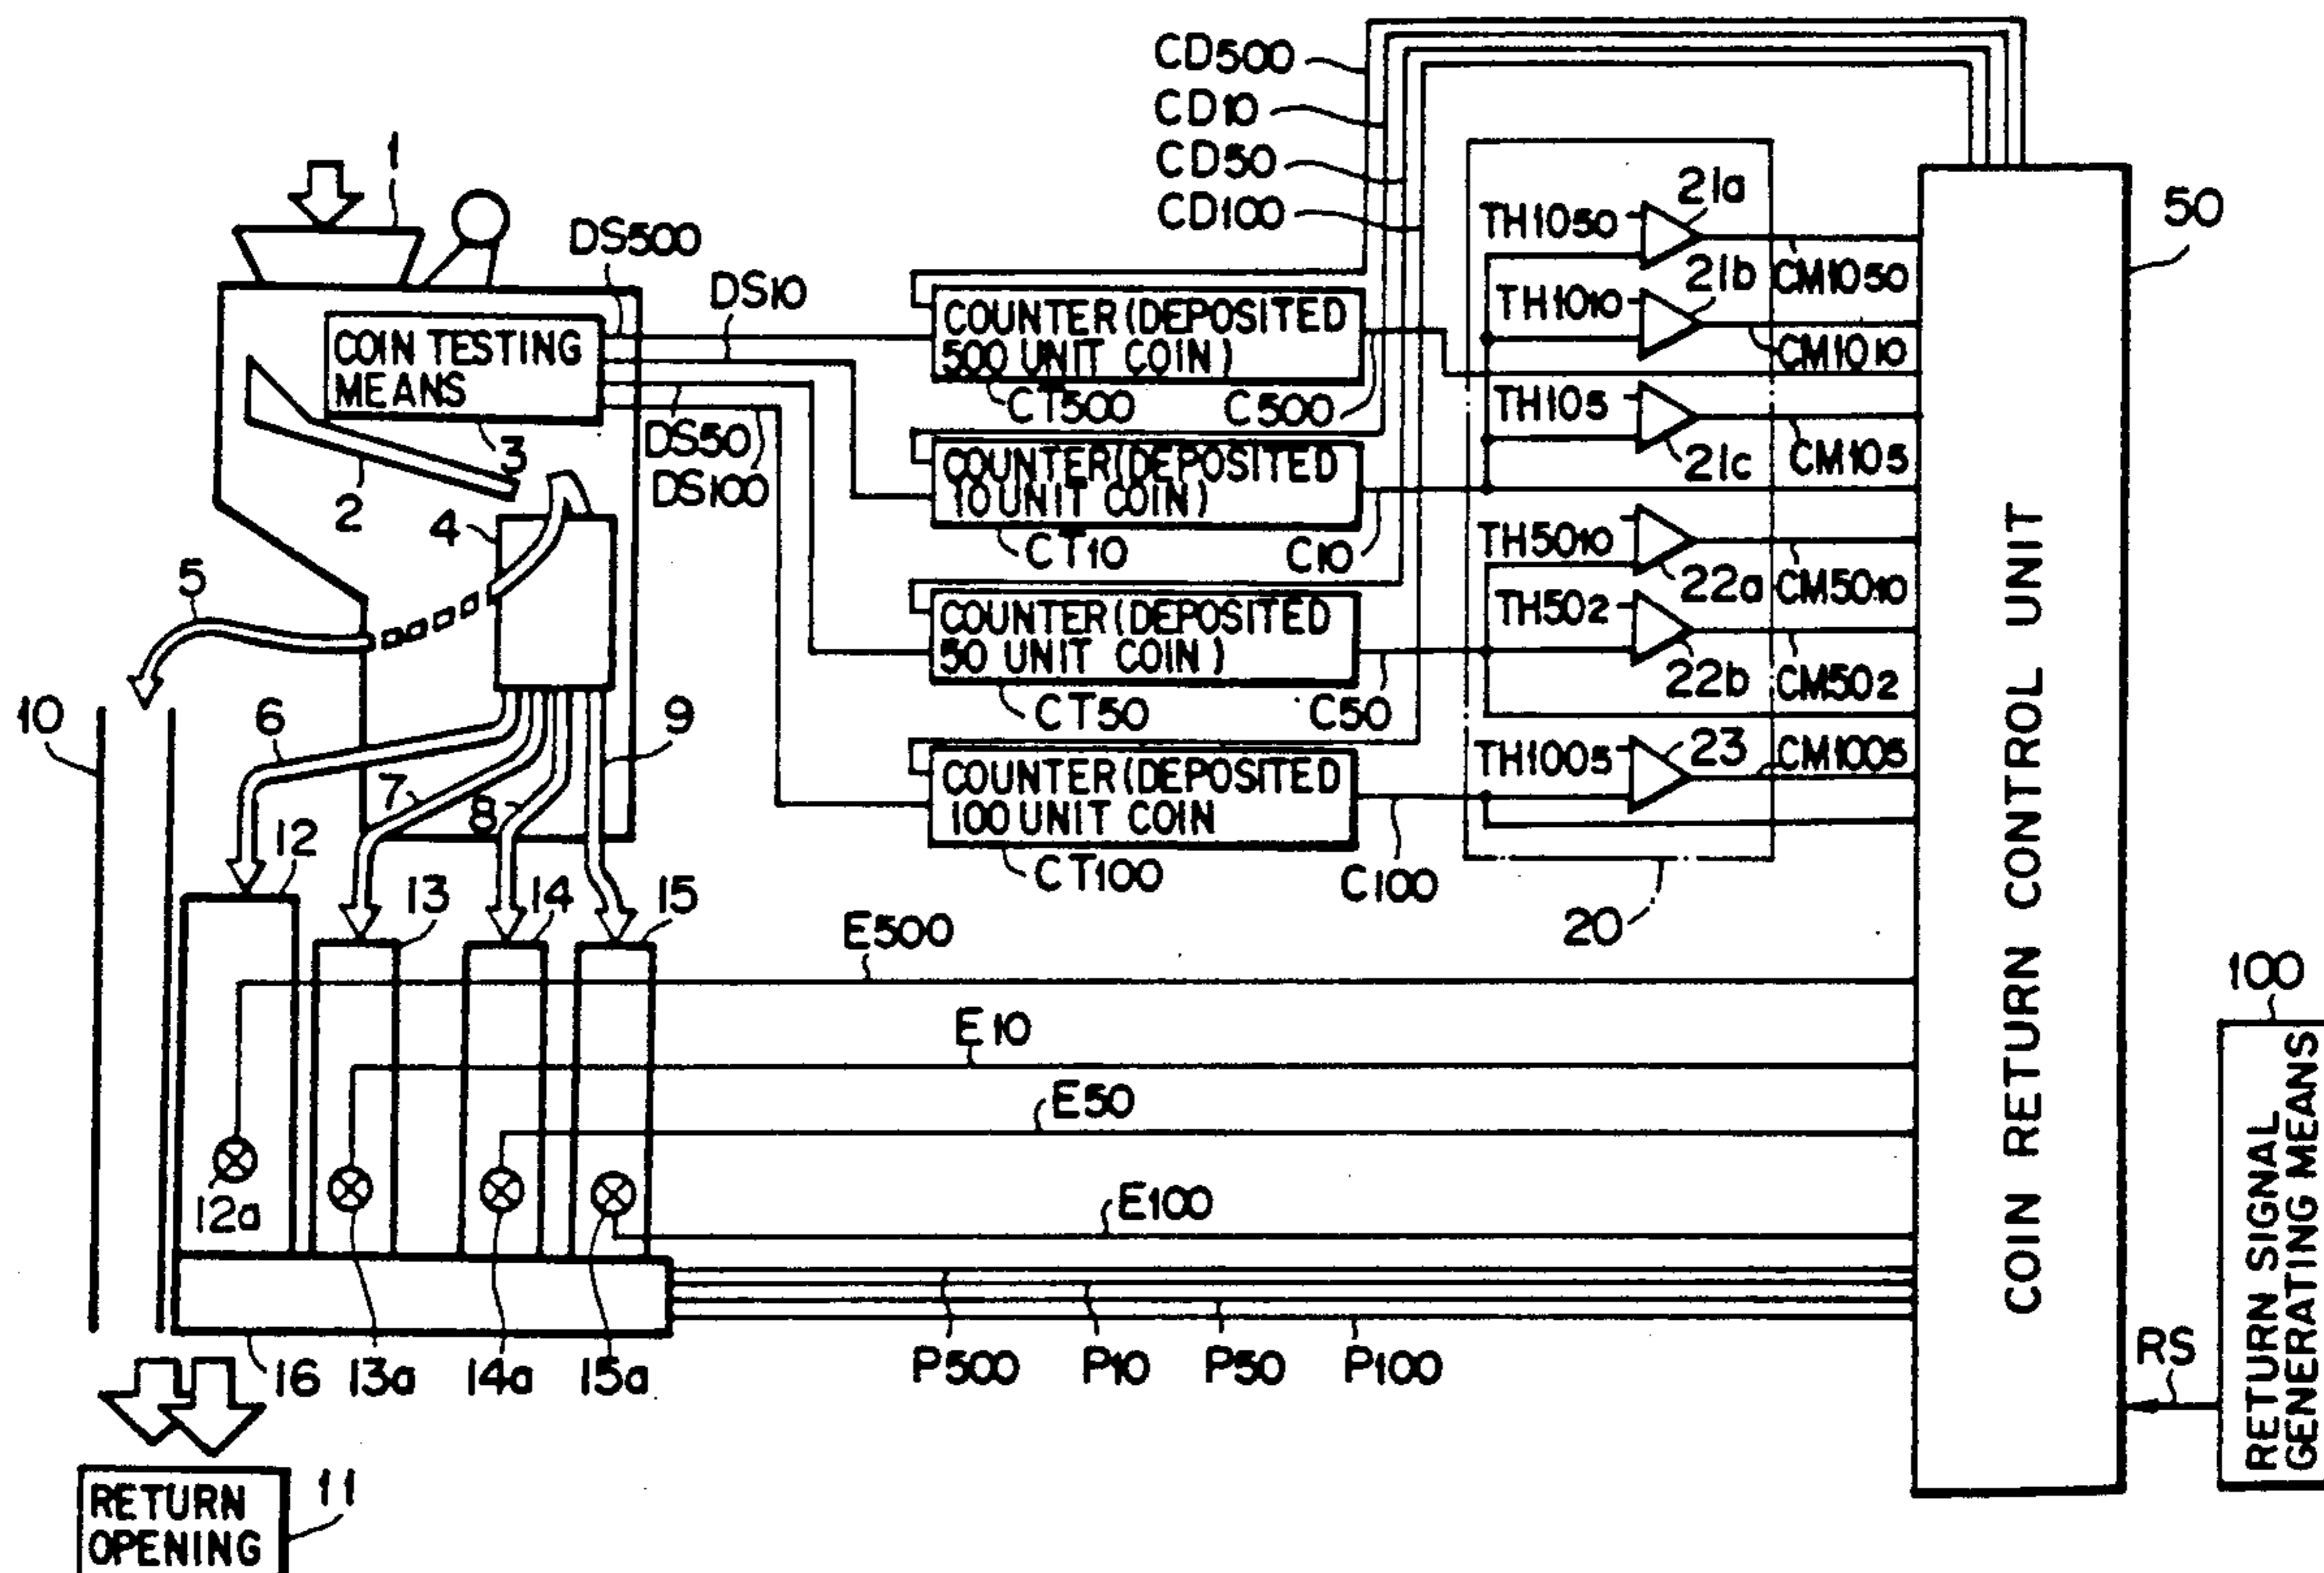 CD500
CD10
CD50
CD100
1
DS500
DS10
COIN TESTING
MEANS
3
2
DS50
DS100
4
5
10
6
7
8
9
12
13
14
15
12a
16
13a
14a
15a
RETURN
OPENING
11
COUNTER (DEPOSITED
500 UNIT COIN)
CT500
C500
COUNTER (DEPOSITED
10 UNIT COIN)
CT10
C10
COUNTER (DEPOSITED
50 UNIT COIN)
CT50
C50
COUNTER (DEPOSITED
100 UNIT COIN
CT100
C100
TH1050
21a
CM1050
TH1010
21b
CM1010
TH105
21c
CM105
TH5010
22a
CM5010
TH502
22b
CM502
TH1005
23
CM1005
20
50
COIN RETURN CONTROL UNIT
E500
E10
E50
E100
P500
P10
P50
P100
RS
100
RETURN SIGNAL
GENERATING MEANS